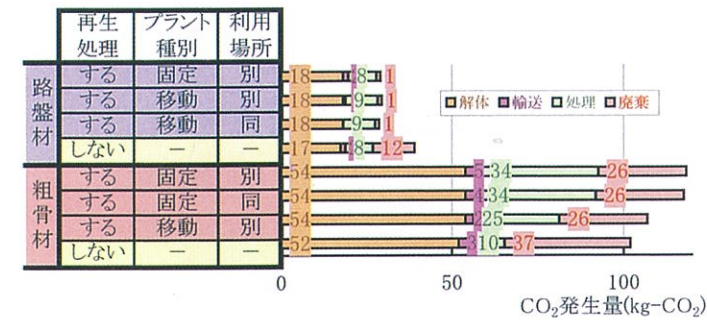 再生処理 プラント種別 利用場所
路盤材
する 固定 別 18 8 1
する 移動 別 18 9 1
する 移動 同 18 9 1
しない － － 17 8 12
粗骨材
する 固定 別 54 5 34 26
する 固定 同 54 4 34 26
する 移動 別 54 2 25 26
しない － － 52 3 10 37
解体 輸送 処理 廃棄
0 50 100
CO₂発生量(kg-CO₂)